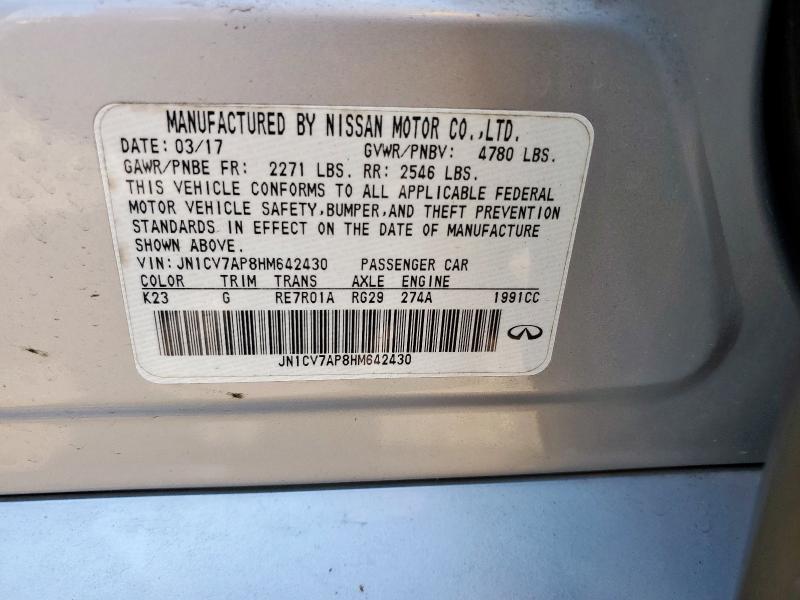 MANUFACTURED BY NISSAN MOTOR CO.,LTD.
DATE: 03/17 GVWR/PNBV: 4780 LBS.
GAWR/PNBE FR: 2271 LBS. RR: 2546 LBS.
THIS VEHICLE CONFORMS TO ALL APPLICABLE FEDERAL
MOTOR VEHICLE SAFETY,BUMPER,AND THEFT PREVENTION
STANDARDS IN EFFECT ON THE DATE OF MANUFACTURE
SHOWN ABOVE.
VIN: JN1CV7AP8HM642430 PASSENGER CAR
COLOR TRIM TRANS AXLE ENGINE
K23 G RE7R01A RG29 274A 1991CC
JN1CV7AP8HM642430